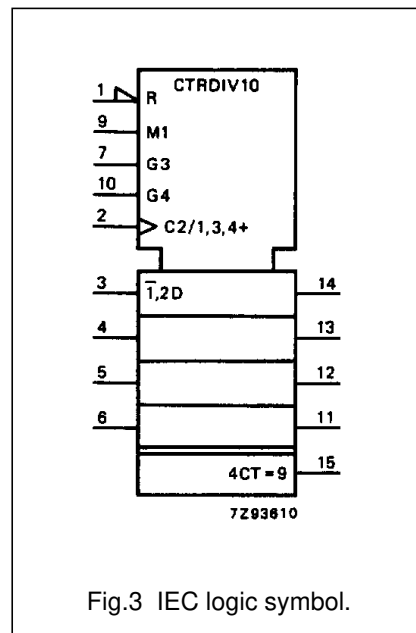 CTRDIV10
1 R
9 M1
7 G3
10 G4
2 C2/1,3,4+
3 1̅,2D 14
4 13
5 12
6 11
4CT=9 15
7Z93610
Fig.3 IEC logic symbol.